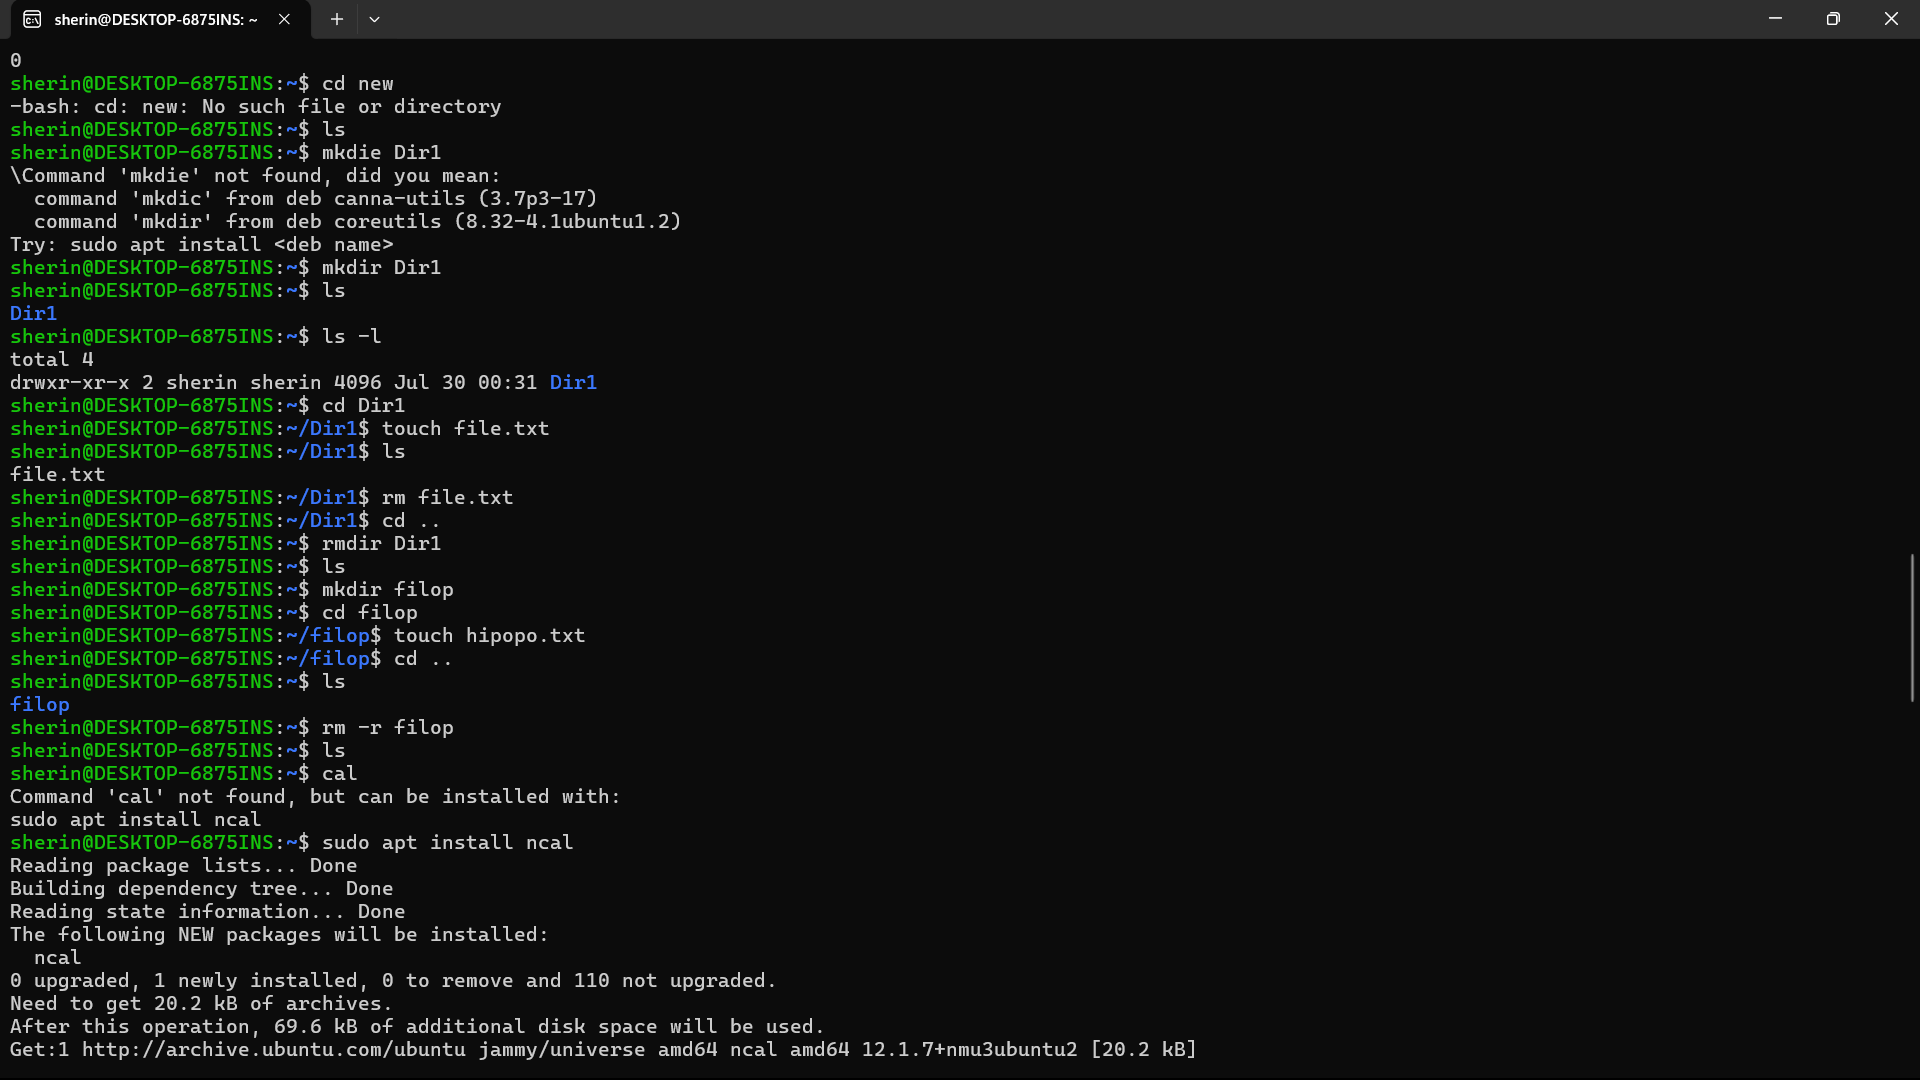 sherin@DESKTOP-6875INS: ~
0
sherin@DESKTOP-6875INS:~$ cd new
-bash: cd: new: No such file or directory
sherin@DESKTOP-6875INS:~$ ls
sherin@DESKTOP-6875INS:~$ mkdie Dir1
\Command 'mkdie' not found, did you mean:
  command 'mkdic' from deb canna-utils (3.7p3-17)
  command 'mkdir' from deb coreutils (8.32-4.1ubuntu1.2)
Try: sudo apt install <deb name>
sherin@DESKTOP-6875INS:~$ mkdir Dir1
sherin@DESKTOP-6875INS:~$ ls
Dir1
sherin@DESKTOP-6875INS:~$ ls -l
total 4
drwxr-xr-x 2 sherin sherin 4096 Jul 30 00:31 Dir1
sherin@DESKTOP-6875INS:~$ cd Dir1
sherin@DESKTOP-6875INS:~/Dir1$ touch file.txt
sherin@DESKTOP-6875INS:~/Dir1$ ls
file.txt
sherin@DESKTOP-6875INS:~/Dir1$ rm file.txt
sherin@DESKTOP-6875INS:~/Dir1$ cd ..
sherin@DESKTOP-6875INS:~$ rmdir Dir1
sherin@DESKTOP-6875INS:~$ ls
sherin@DESKTOP-6875INS:~$ mkdir filop
sherin@DESKTOP-6875INS:~$ cd filop
sherin@DESKTOP-6875INS:~/filop$ touch hipopo.txt
sherin@DESKTOP-6875INS:~/filop$ cd ..
sherin@DESKTOP-6875INS:~$ ls
filop
sherin@DESKTOP-6875INS:~$ rm -r filop
sherin@DESKTOP-6875INS:~$ ls
sherin@DESKTOP-6875INS:~$ cal
Command 'cal' not found, but can be installed with:
sudo apt install ncal
sherin@DESKTOP-6875INS:~$ sudo apt install ncal
Reading package lists... Done
Building dependency tree... Done
Reading state information... Done
The following NEW packages will be installed:
  ncal
0 upgraded, 1 newly installed, 0 to remove and 110 not upgraded.
Need to get 20.2 kB of archives.
After this operation, 69.6 kB of additional disk space will be used.
Get:1 http://archive.ubuntu.com/ubuntu jammy/universe amd64 ncal amd64 12.1.7+nmu3ubuntu2 [20.2 kB]